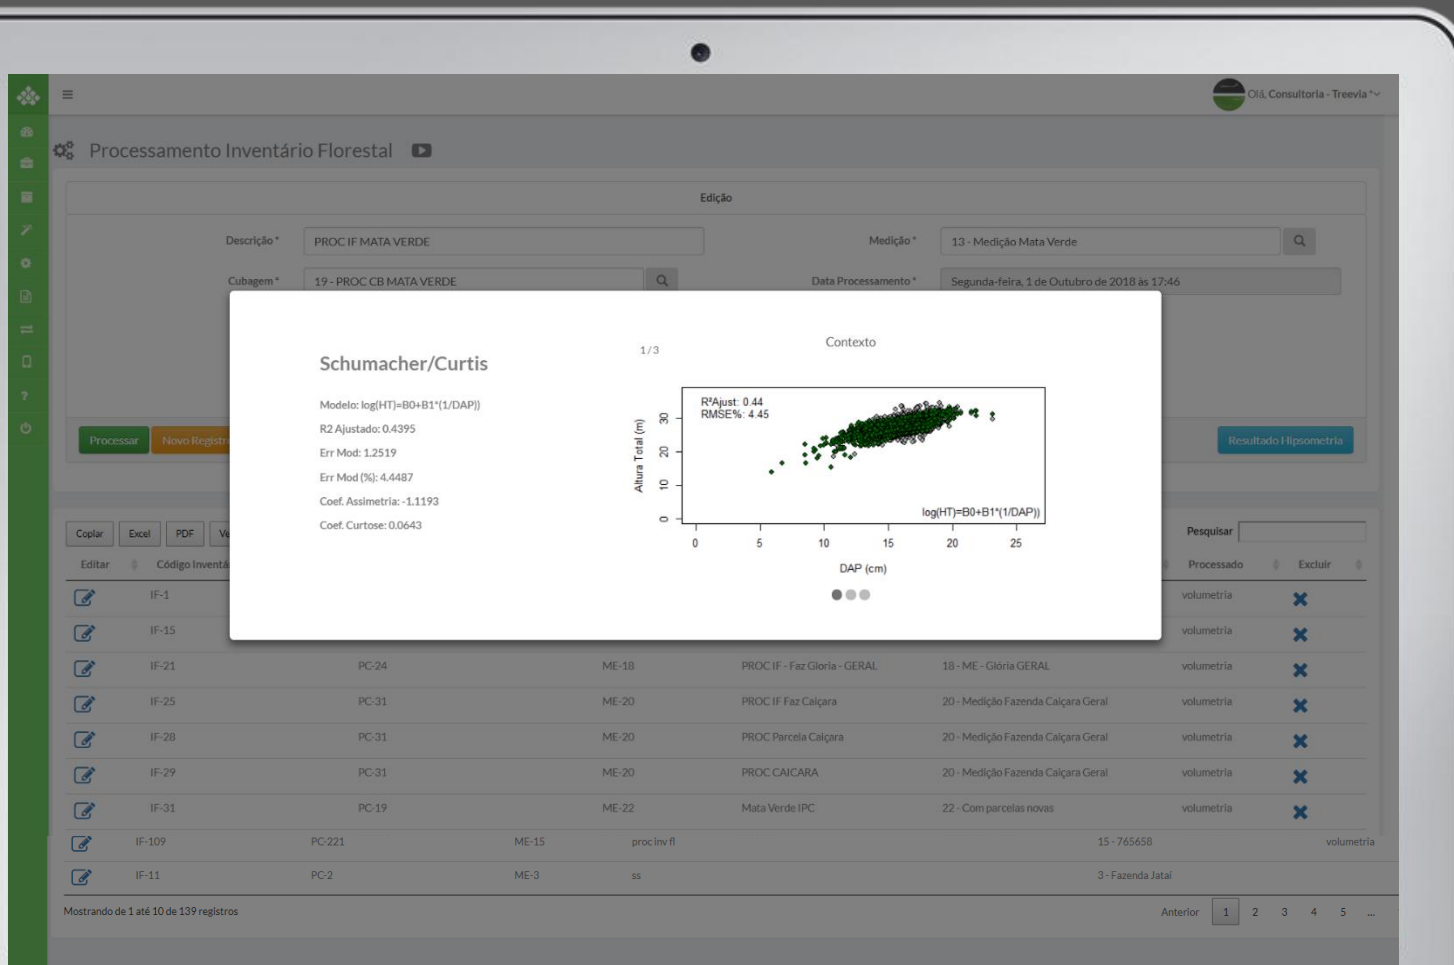 Olá, Consultoria - Treevia
Processamento Inventário Florestal
Edição
Descrição *
PROC IF MATA VERDE
Medição *
13 - Medição Mata Verde
Cubagem *
19 - PROC CB MATA VERDE
Data Processamento *
Segunda-feira, 1 de Outubro de 2018 às 17:46
Schumacher/Curtis
Modelo: log(HT)=B0+B1*(1/DAP))
R2 Ajustado: 0.4395
Err Mod: 1.2519
Err Mod (%): 4.4487
Coef. Assimetria: -1.1193
Coef. Curtose: 0.0643
1 / 3
Contexto
R²Ajust: 0.44
RMSE%: 4.45
Altura Total (m)
30
20
10
0
log(HT)=B0+B1*(1/DAP))
0 5 10 15 20 25
DAP (cm)
Processar
Novo Registr
Resultado Hipsometria
Copiar Excel PDF
Pesquisar
Editar Código Inventá Processado Excluir
IF-1 volumetria
IF-15 volumetria
IF-21 PC-24 ME-18 PROC IF - Faz Gloria - GERAL 18 - ME - Glória GERAL volumetria
IF-25 PC-31 ME-20 PROC IF Faz Caiçara 20 - Medição Fazenda Caiçara Geral volumetria
IF-28 PC-31 ME-20 PROC Parcela Caiçara 20 - Medição Fazenda Caiçara Geral volumetria
IF-29 PC-31 ME-20 PROC CAICARA 20 - Medição Fazenda Caiçara Geral volumetria
IF-31 PC-19 ME-22 Mata Verde IPC 22 - Com parcelas novas volumetria
IF-109 PC-221 ME-15 proc inv fl 15 - 765658 volumetria
IF-11 PC-2 ME-3 ss 3 - Fazenda Jataí
Mostrando de 1 até 10 de 139 registros
Anterior 1 2 3 4 5 ...